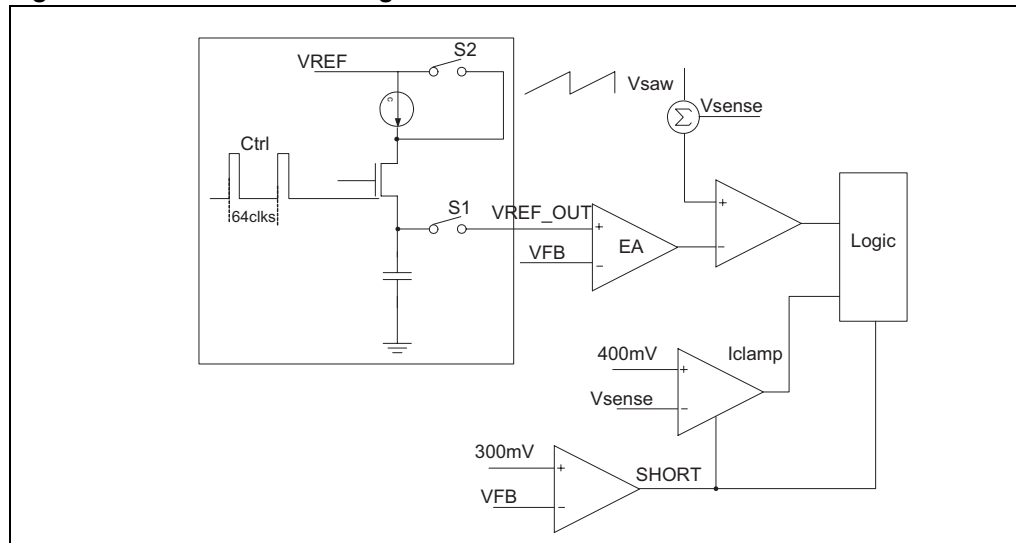 S2
VREF
c
Vsaw
Vsense
Σ
Ctrl
64clks
S1
VREF_OUT
+
EA
VFB
−
+
−
Logic
400mV
+
Iclamp
Vsense
−
300mV
+
SHORT
VFB
−